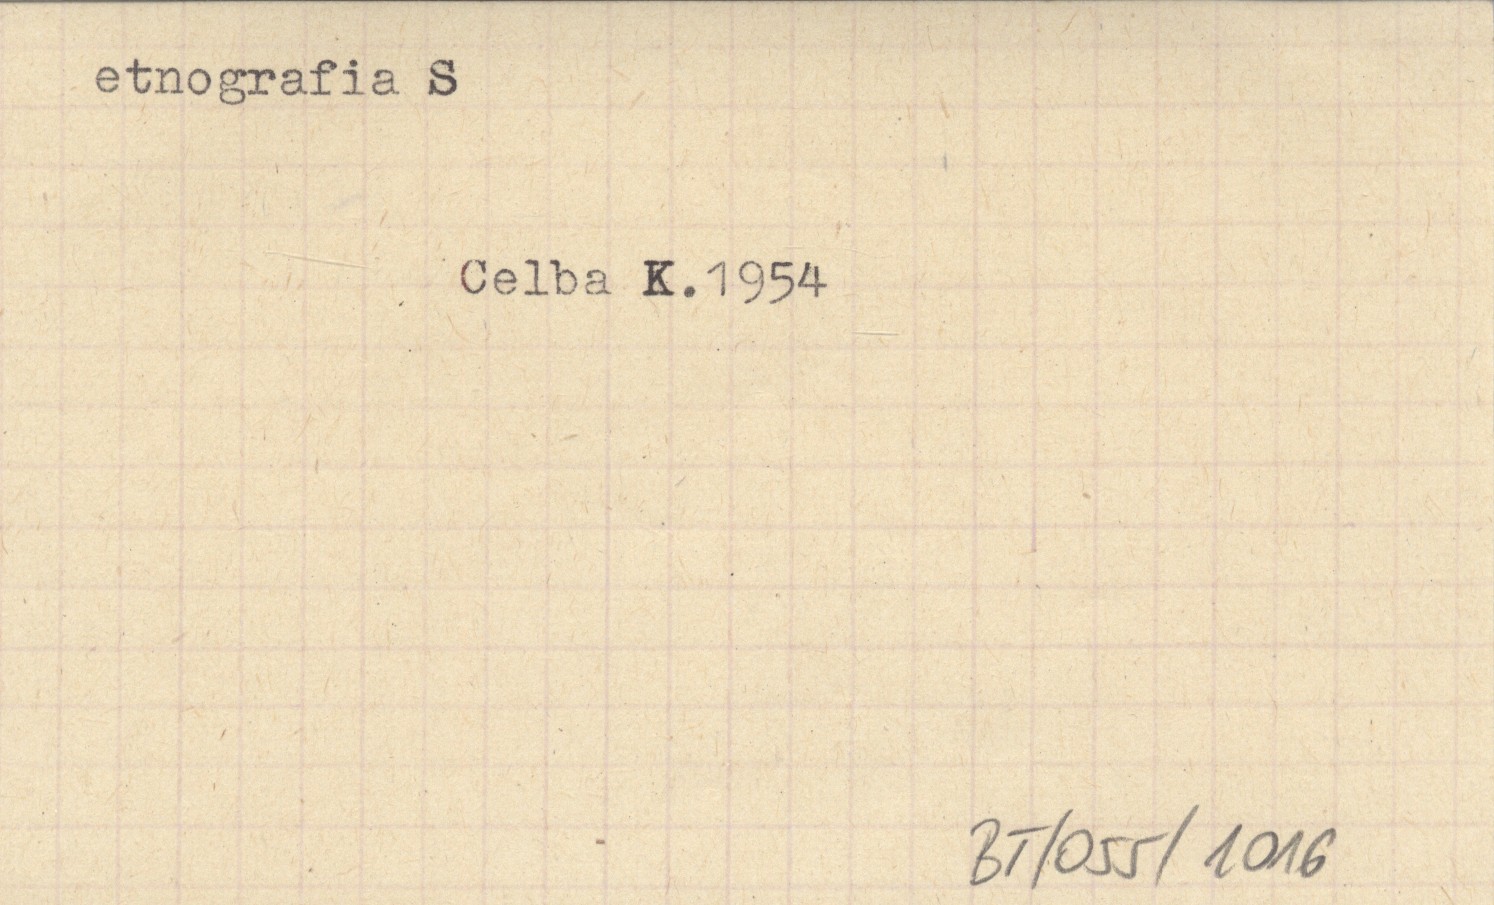 etnografia S
Celba K.1954
BT/055/1016